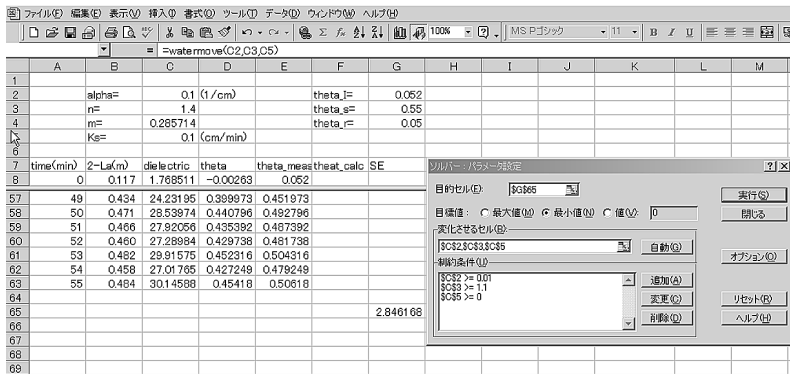 ファイル(F) 編集(E) 表示(V) 挿入(I) 書式(O) ツール(T) データ(D) ウィンドウ(W) ヘルプ(H)
100% MS Pゴシック 11 B I U
= =watermove(C2,C3,C5)
A B C D E F G H I J K L M
1
2 alpha= 0.1 (1/cm) theta_I= 0.052
3 n= 1.4 theta_s= 0.55
4 m= 0.285714 theta_r= 0.05
5 Ks= 0.1 (cm/min)
6
7 time(min) 2-La(m) dielectric theta theta_meas theat_calc SE
8 0 0.117 1.768511 -0.00263 0.052
57 49 0.434 24.23195 0.399973 0.451973
58 50 0.471 28.53974 0.440796 0.492796
59 51 0.466 27.92056 0.435392 0.487392
60 52 0.460 27.28984 0.429738 0.481738
61 53 0.482 29.91575 0.452316 0.504316
62 54 0.458 27.01765 0.427249 0.479249
63 55 0.484 30.14588 0.45418 0.50618
64
65 2.846168
66
67
68
69
ソルバー : パラメータ設定
目的セル(E): $G$65 実行(S)
目標値 : 最大値(M) 最小値(N) 値(V): 0 閉じる
変化させるセル(B)
$C$2,$C$3,$C$5 自動(G)
オプション(O)
制約条件(U)
$C$2 >= 0.01 追加(A)
$C$3 >= 1.1
$C$5 >= 0
変更(C) リセット(R)
削除(D) ヘルプ(H)